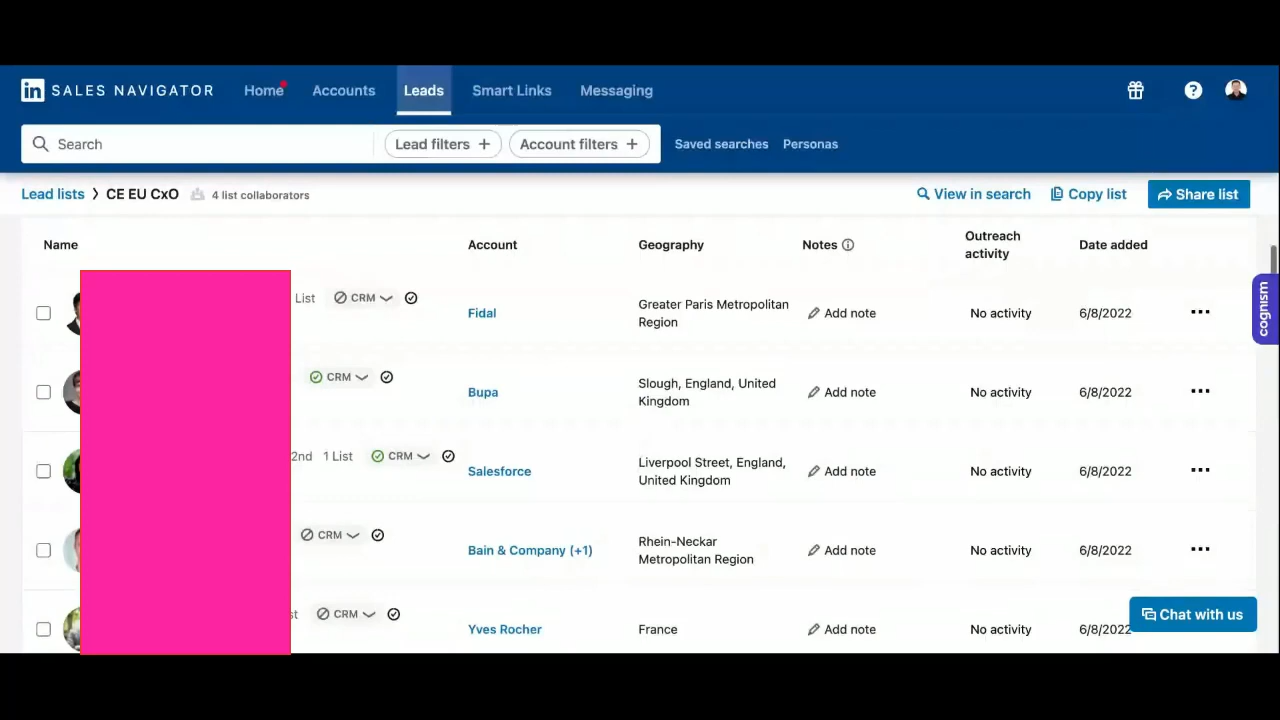 in SALES NAVIGATOR Home Accounts Leads Smart Links Messaging
Search Lead filters + Account filters + Saved searches Personas
Lead lists > CE EU CxO 4 list collaborators View in search Copy list Share list
Name Account Geography Notes Outreach activity Date added
List CRM Fidal Greater Paris Metropolitan Region Add note No activity 6/8/2022 ...
CRM Bupa Slough, England, United Kingdom Add note No activity 6/8/2022 ...
2nd 1 List CRM Salesforce Liverpool Street, England, United Kingdom Add note No activity 6/8/2022 ...
CRM Bain & Company (+1) Rhein-Neckar Metropolitan Region Add note No activity 6/8/2022 ...
CRM Yves Rocher France Add note No activity 6/8/2022
cognism
Chat with us